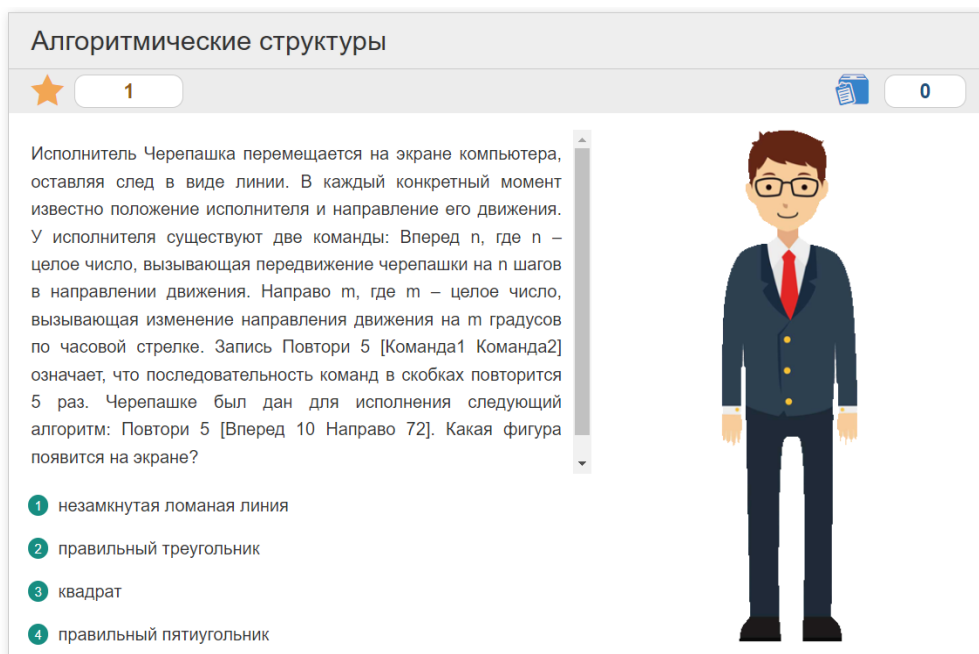 Алгоритмические структуры
1
0
Исполнитель Черепашка перемещается на экране компьютера,
оставляя след в виде линии. В каждый конкретный момент
известно положение исполнителя и направление его движения.
У исполнителя существуют две команды: Вперед n, где n –
целое число, вызывающая передвижение черепашки на n шагов
в направлении движения. Направо m, где m – целое число,
вызывающая изменение направления движения на m градусов
по часовой стрелке. Запись Повтори 5 [Команда1 Команда2]
означает, что последовательность команд в скобках повторится
5 раз. Черепашке был дан для исполнения следующий
алгоритм: Повтори 5 [Вперед 10 Направо 72]. Какая фигура
появится на экране?
1 незамкнутая ломаная линия
2 правильный треугольник
3 квадрат
4 правильный пятиугольник